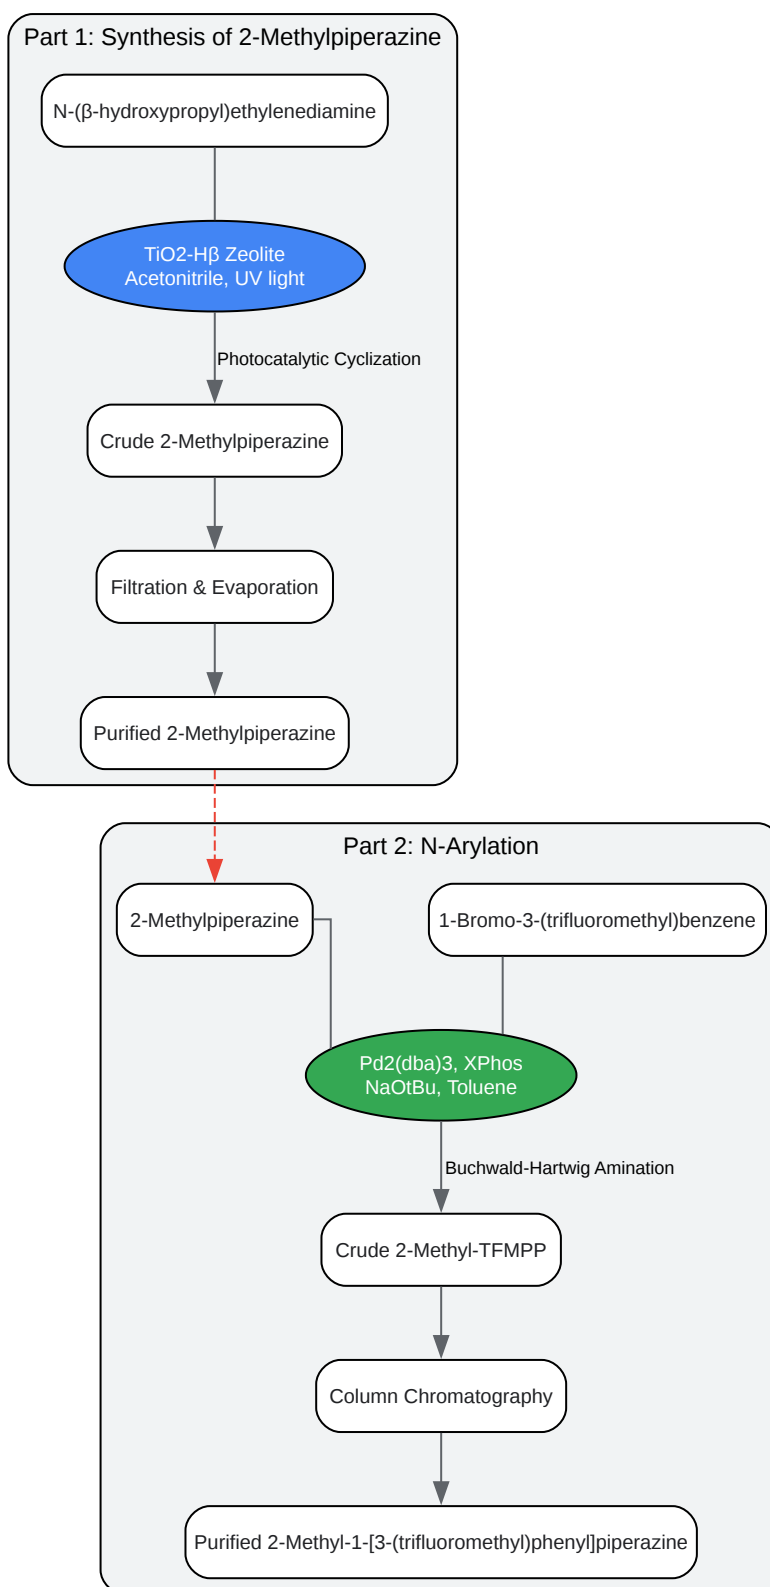 Part 1: Synthesis of 2-Methylpiperazine
N-(β-hydroxypropyl)ethylenediamine
TiO2-Hβ Zeolite
Acetonitrile, UV light
Photocatalytic Cyclization
Crude 2-Methylpiperazine
Filtration & Evaporation
Purified 2-Methylpiperazine
Part 2: N-Arylation
2-Methylpiperazine
1-Bromo-3-(trifluoromethyl)benzene
Pd2(dba)3, XPhos
NaOtBu, Toluene
Buchwald-Hartwig Amination
Crude 2-Methyl-TFMPP
Column Chromatography
Purified 2-Methyl-1-[3-(trifluoromethyl)phenyl]piperazine